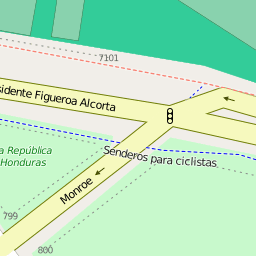 7101
sidente Figueroa Alcorta
a República
Honduras
Senderos para ciclistas
Monroe
799
800